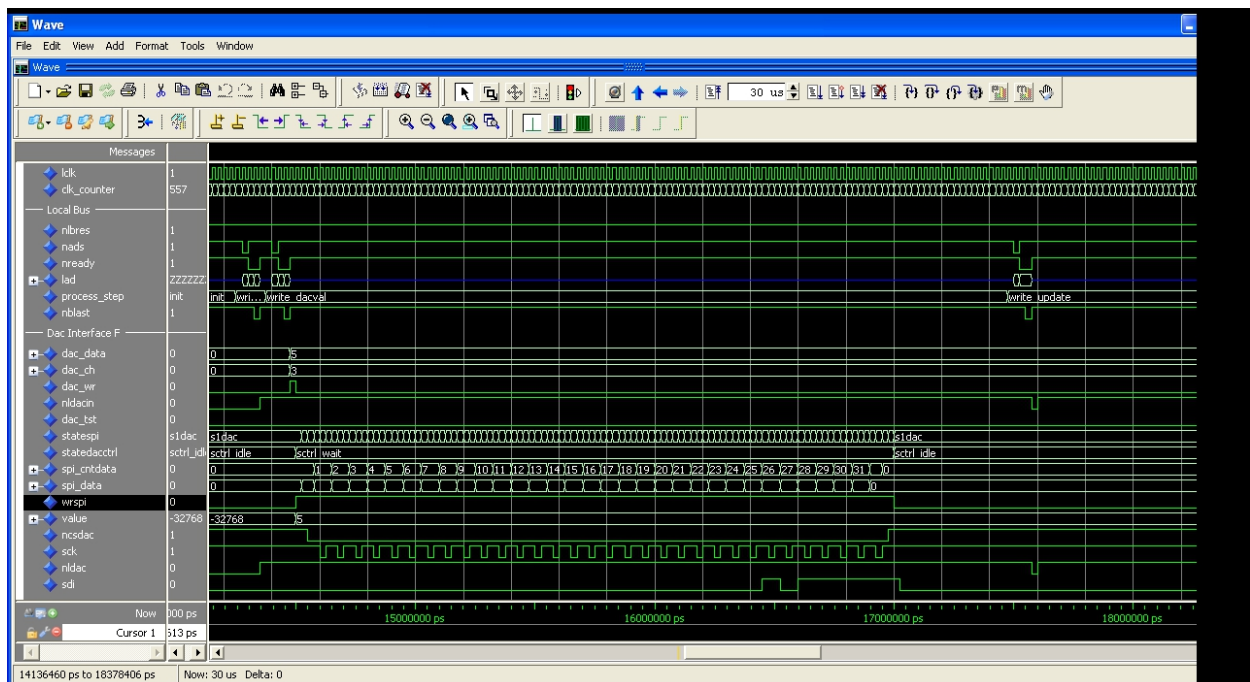 Wave
File Edit View Add Format Tools Window
Wave
30 us
Messages
lclk 1
clk_counter 557
Local Bus
nlbres 1
nads 1
nready 1
lad ZZZZZZZ
process_step init init wri... write_dacval write_update
nblast 1
Dac Interface F
dac_data 0 0 5
dac_ch 0 0 3
dac_wr 0
nldacin 0
dac_tst 0
statespi s1dac s1dac s1dac
statedacctrl sctrl_idl sctrl_idle sctrl_wait sctrl_idle
spi_cntdata 0 0 1 2 3 4 5 6 7 8 9 10 11 12 13 14 15 16 17 18 19 20 21 22 23 24 25 26 27 28 29 30 31 0
spi_data 0 0 0
wrspi 0
value -32768 -32768 5
ncsdac 1
sck 1
nldac 0
sdi 0
Now 000 ps 15000000 ps 16000000 ps 17000000 ps 18000000 ps
Cursor 1 513 ps
14136460 ps to 18378406 ps Now: 30 us Delta: 0